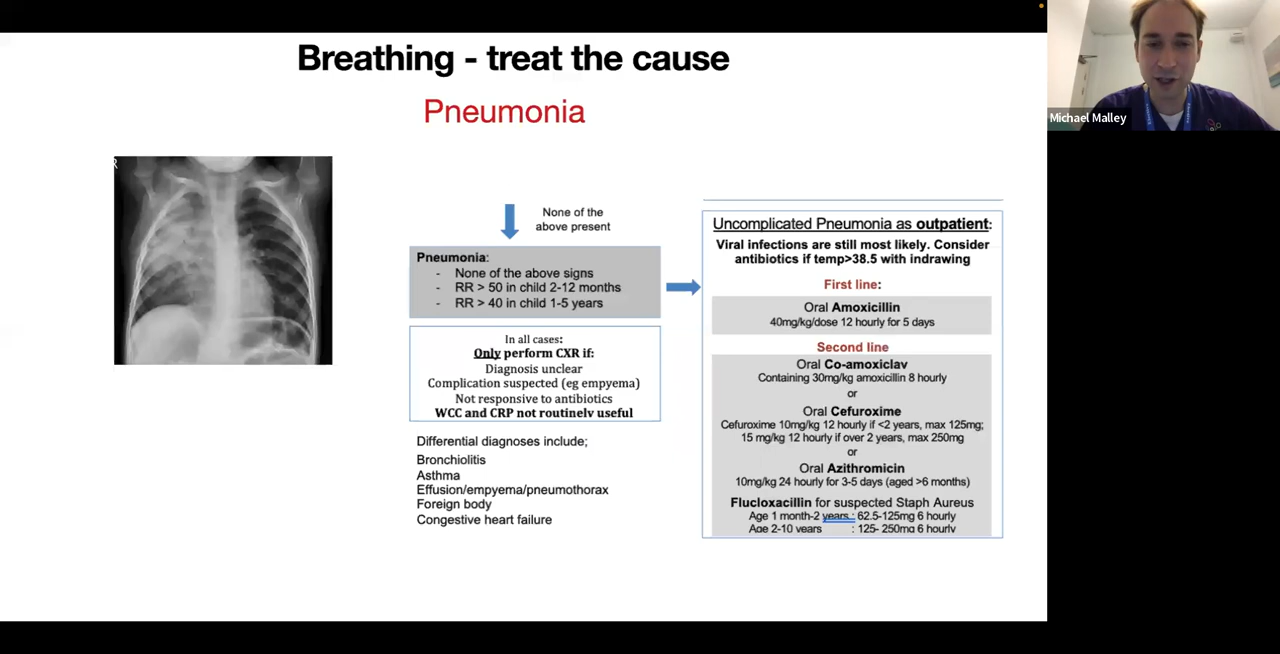 Breathing - treat the cause
Pneumonia
R
None of the
above present
Pneumonia:
- None of the above signs
- RR > 50 in child 2-12 months
- RR > 40 in child 1-5 years
In all cases:
Only perform CXR if:
Diagnosis unclear
Complication suspected (eg empyema)
Not responsive to antibiotics
WCC and CRP not routinely useful
Differential diagnoses include;
Bronchiolitis
Asthma
Effusion/empyema/pneumothorax
Foreign body
Congestive heart failure
Uncomplicated Pneumonia as outpatient:
Viral infections are still most likely. Consider
antibiotics if temp>38.5 with indrawing
First line:
Oral Amoxicillin
40mg/kg/dose 12 hourly for 5 days
Second line
Oral Co-amoxiclav
Containing 30mg/kg amoxicillin 8 hourly
or
Oral Cefuroxime
Cefuroxime 10mg/kg 12 hourly if <2 years, max 125mg;
15 mg/kg 12 hourly if over 2 years, max 250mg
or
Oral Azithromicin
10mg/kg 24 hourly for 3-5 days (aged >6 months)
Flucloxacillin for suspected Staph Aureus
Age 1 month-2 years : 62.5-125mg 6 hourly
Age 2-10 years : 125- 250mg 6 hourly
Michael Malley